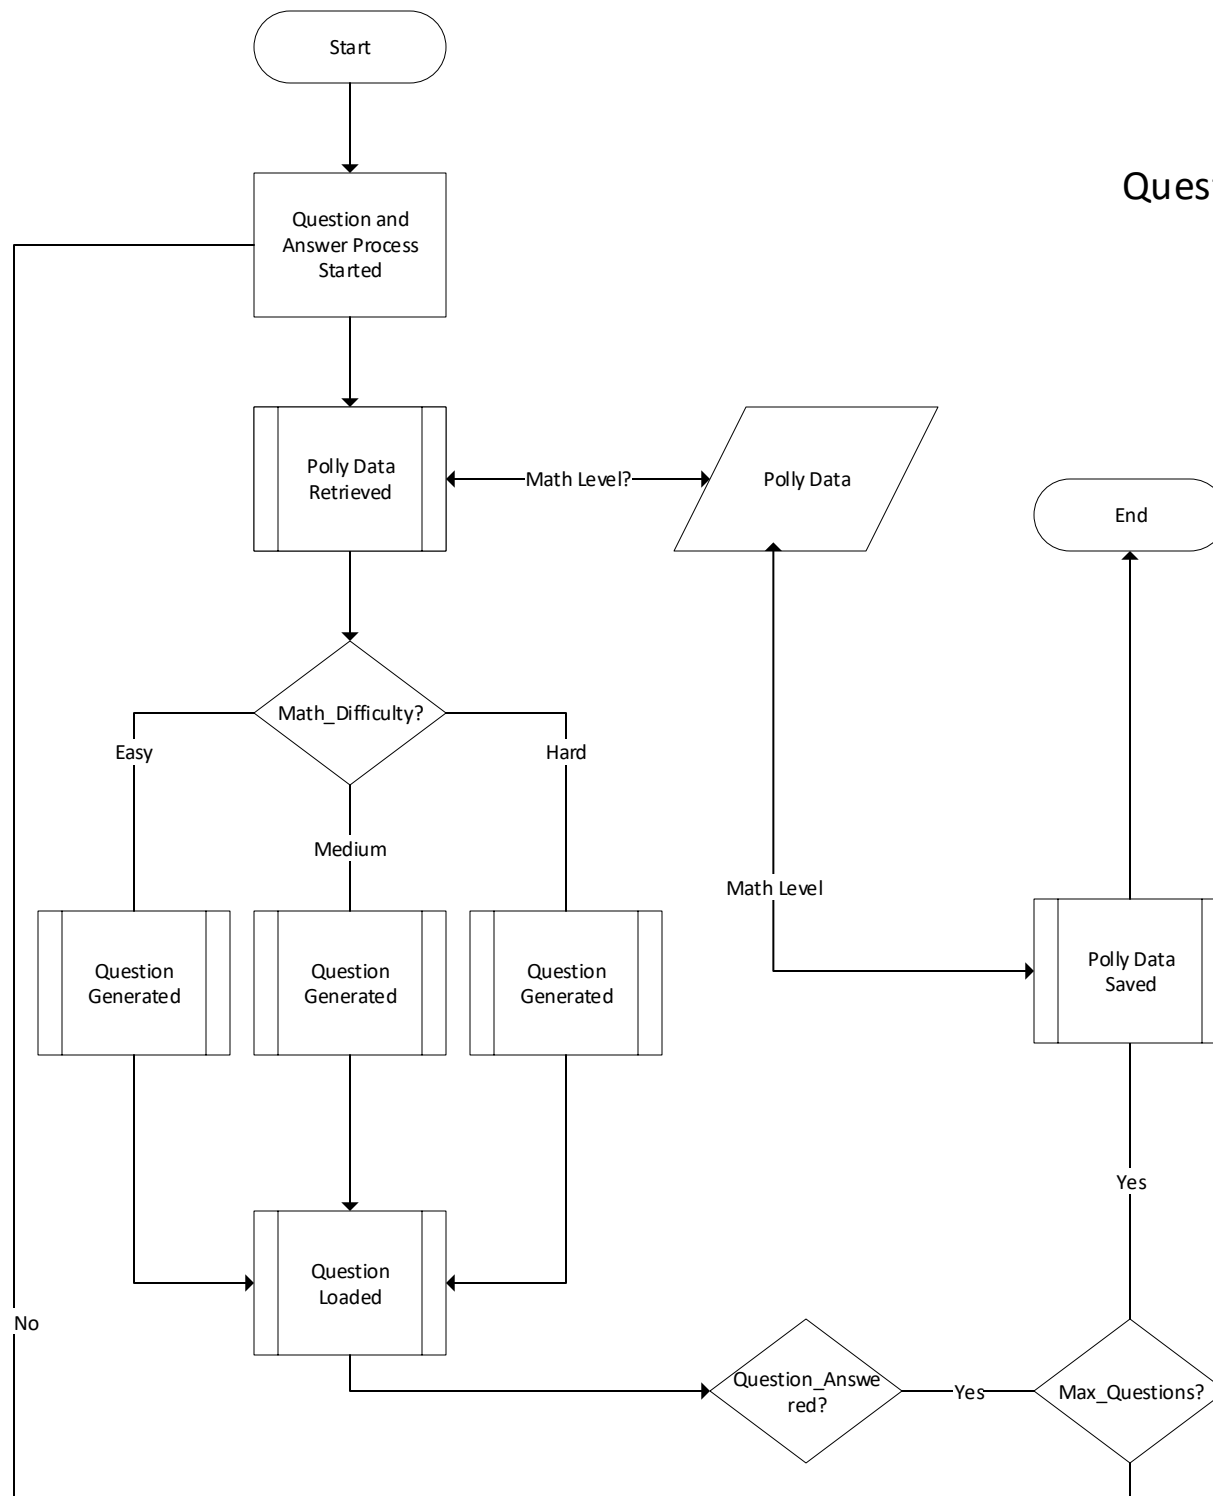 Start
Ques
Question and
Answer Process
Started
Polly Data
Retrieved
Math Level?
Polly Data
End
Math_Difficulty?
Easy
Hard
Medium
Math Level
Question
Generated
Question
Generated
Question
Generated
Polly Data
Saved
Yes
Question
Loaded
No
Question_Answe
red?
Yes
Max_Questions?